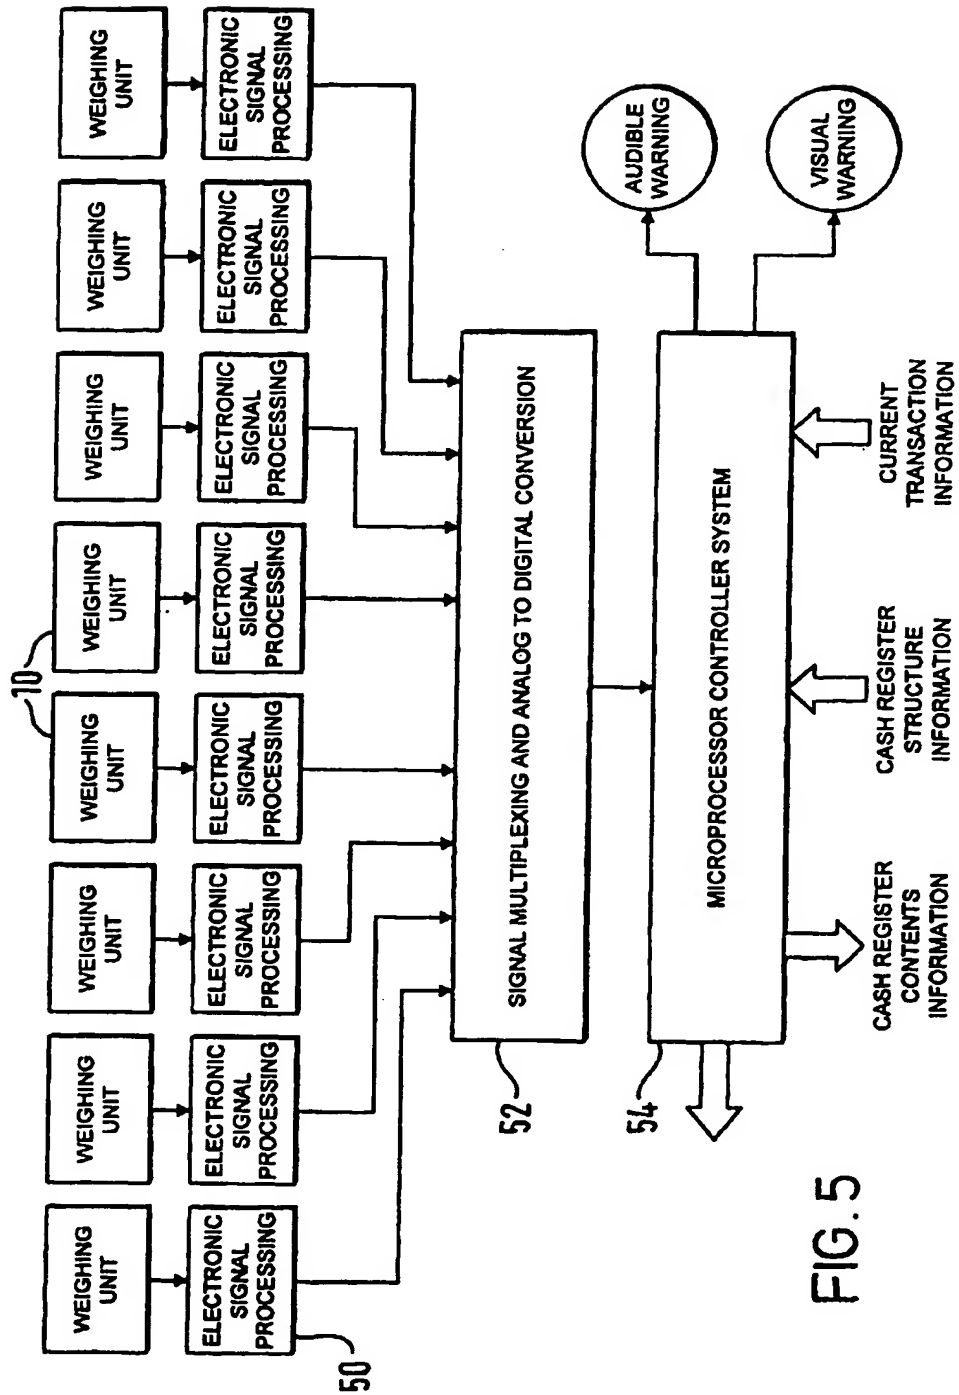 10
WEIGHING
UNIT
WEIGHING
UNIT
WEIGHING
UNIT
WEIGHING
UNIT
WEIGHING
UNIT
WEIGHING
UNIT
WEIGHING
UNIT
WEIGHING
UNIT
ELECTRONIC
SIGNAL
PROCESSING
ELECTRONIC
SIGNAL
PROCESSING
ELECTRONIC
SIGNAL
PROCESSING
ELECTRONIC
SIGNAL
PROCESSING
ELECTRONIC
SIGNAL
PROCESSING
ELECTRONIC
SIGNAL
PROCESSING
ELECTRONIC
SIGNAL
PROCESSING
ELECTRONIC
SIGNAL
PROCESSING
50
52
SIGNAL MULTIPLEXING AND ANALOG TO DIGITAL CONVERSION
54
MICROPROCESSOR CONTROLLER SYSTEM
AUDIBLE
WARNING
VISUAL
WARNING
CASH REGISTER
CONTENTS
INFORMATION
CASH REGISTER
STRUCTURE
INFORMATION
CURRENT
TRANSACTION
INFORMATION
FIG. 5